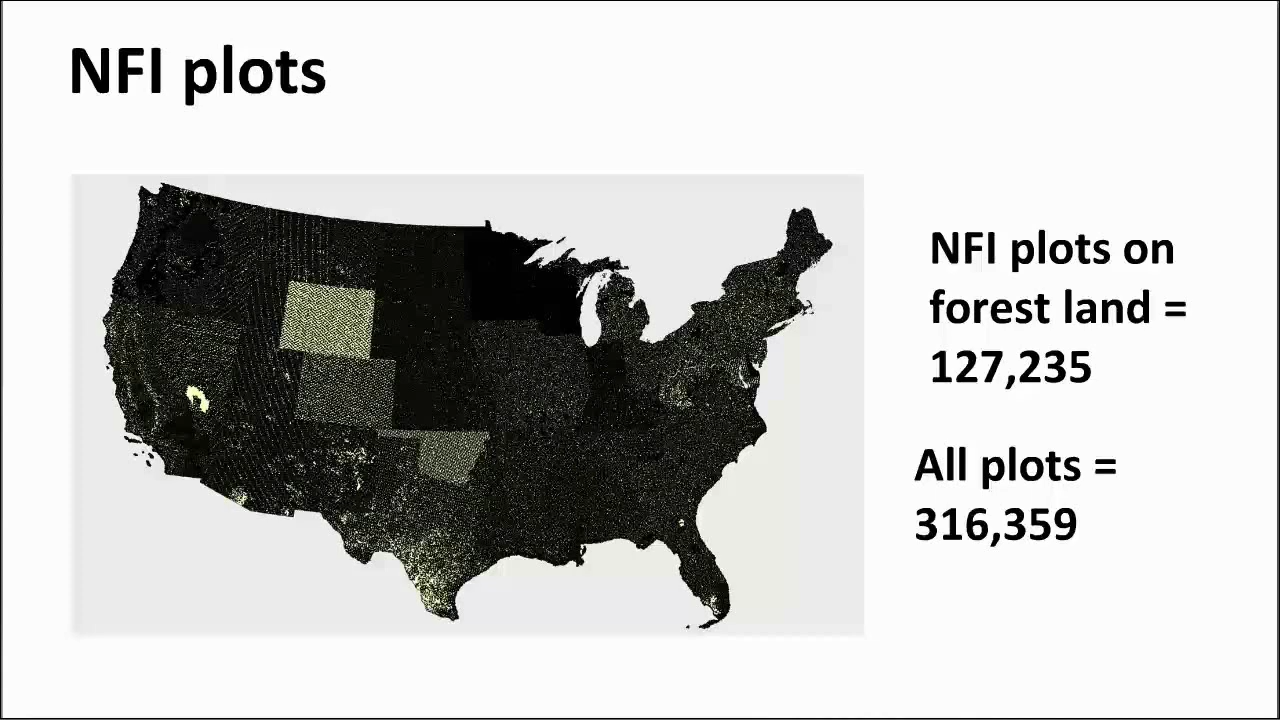 NFI plots
NFI plots on
forest land =
127,235
All plots =
316,359